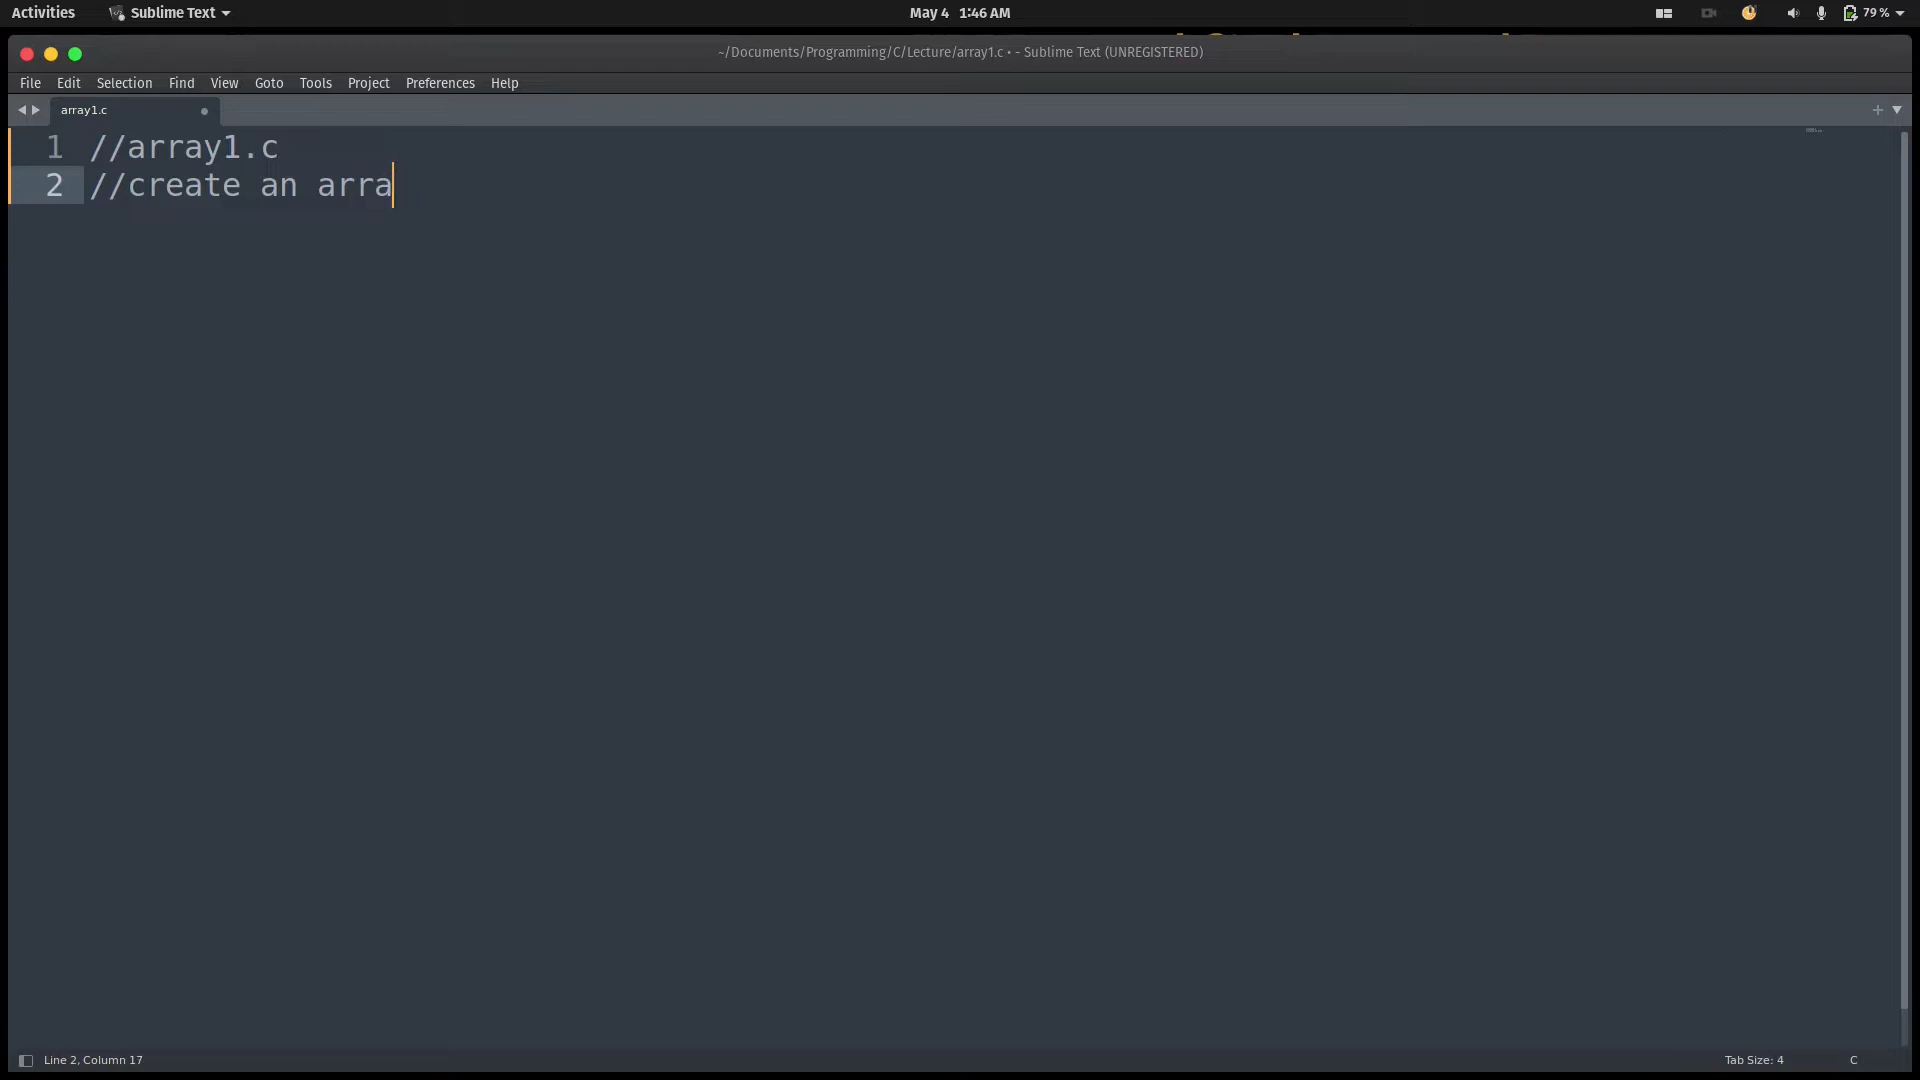 Activities Sublime Text May 4 1:46 AM 79 %
~/Documents/Programming/C/Lecture/array1.c • - Sublime Text (UNREGISTERED)
File Edit Selection Find View Goto Tools Project Preferences Help
array1.c
1 //array1.c
2 //create an arra
Line 2, Column 17 Tab Size: 4 C